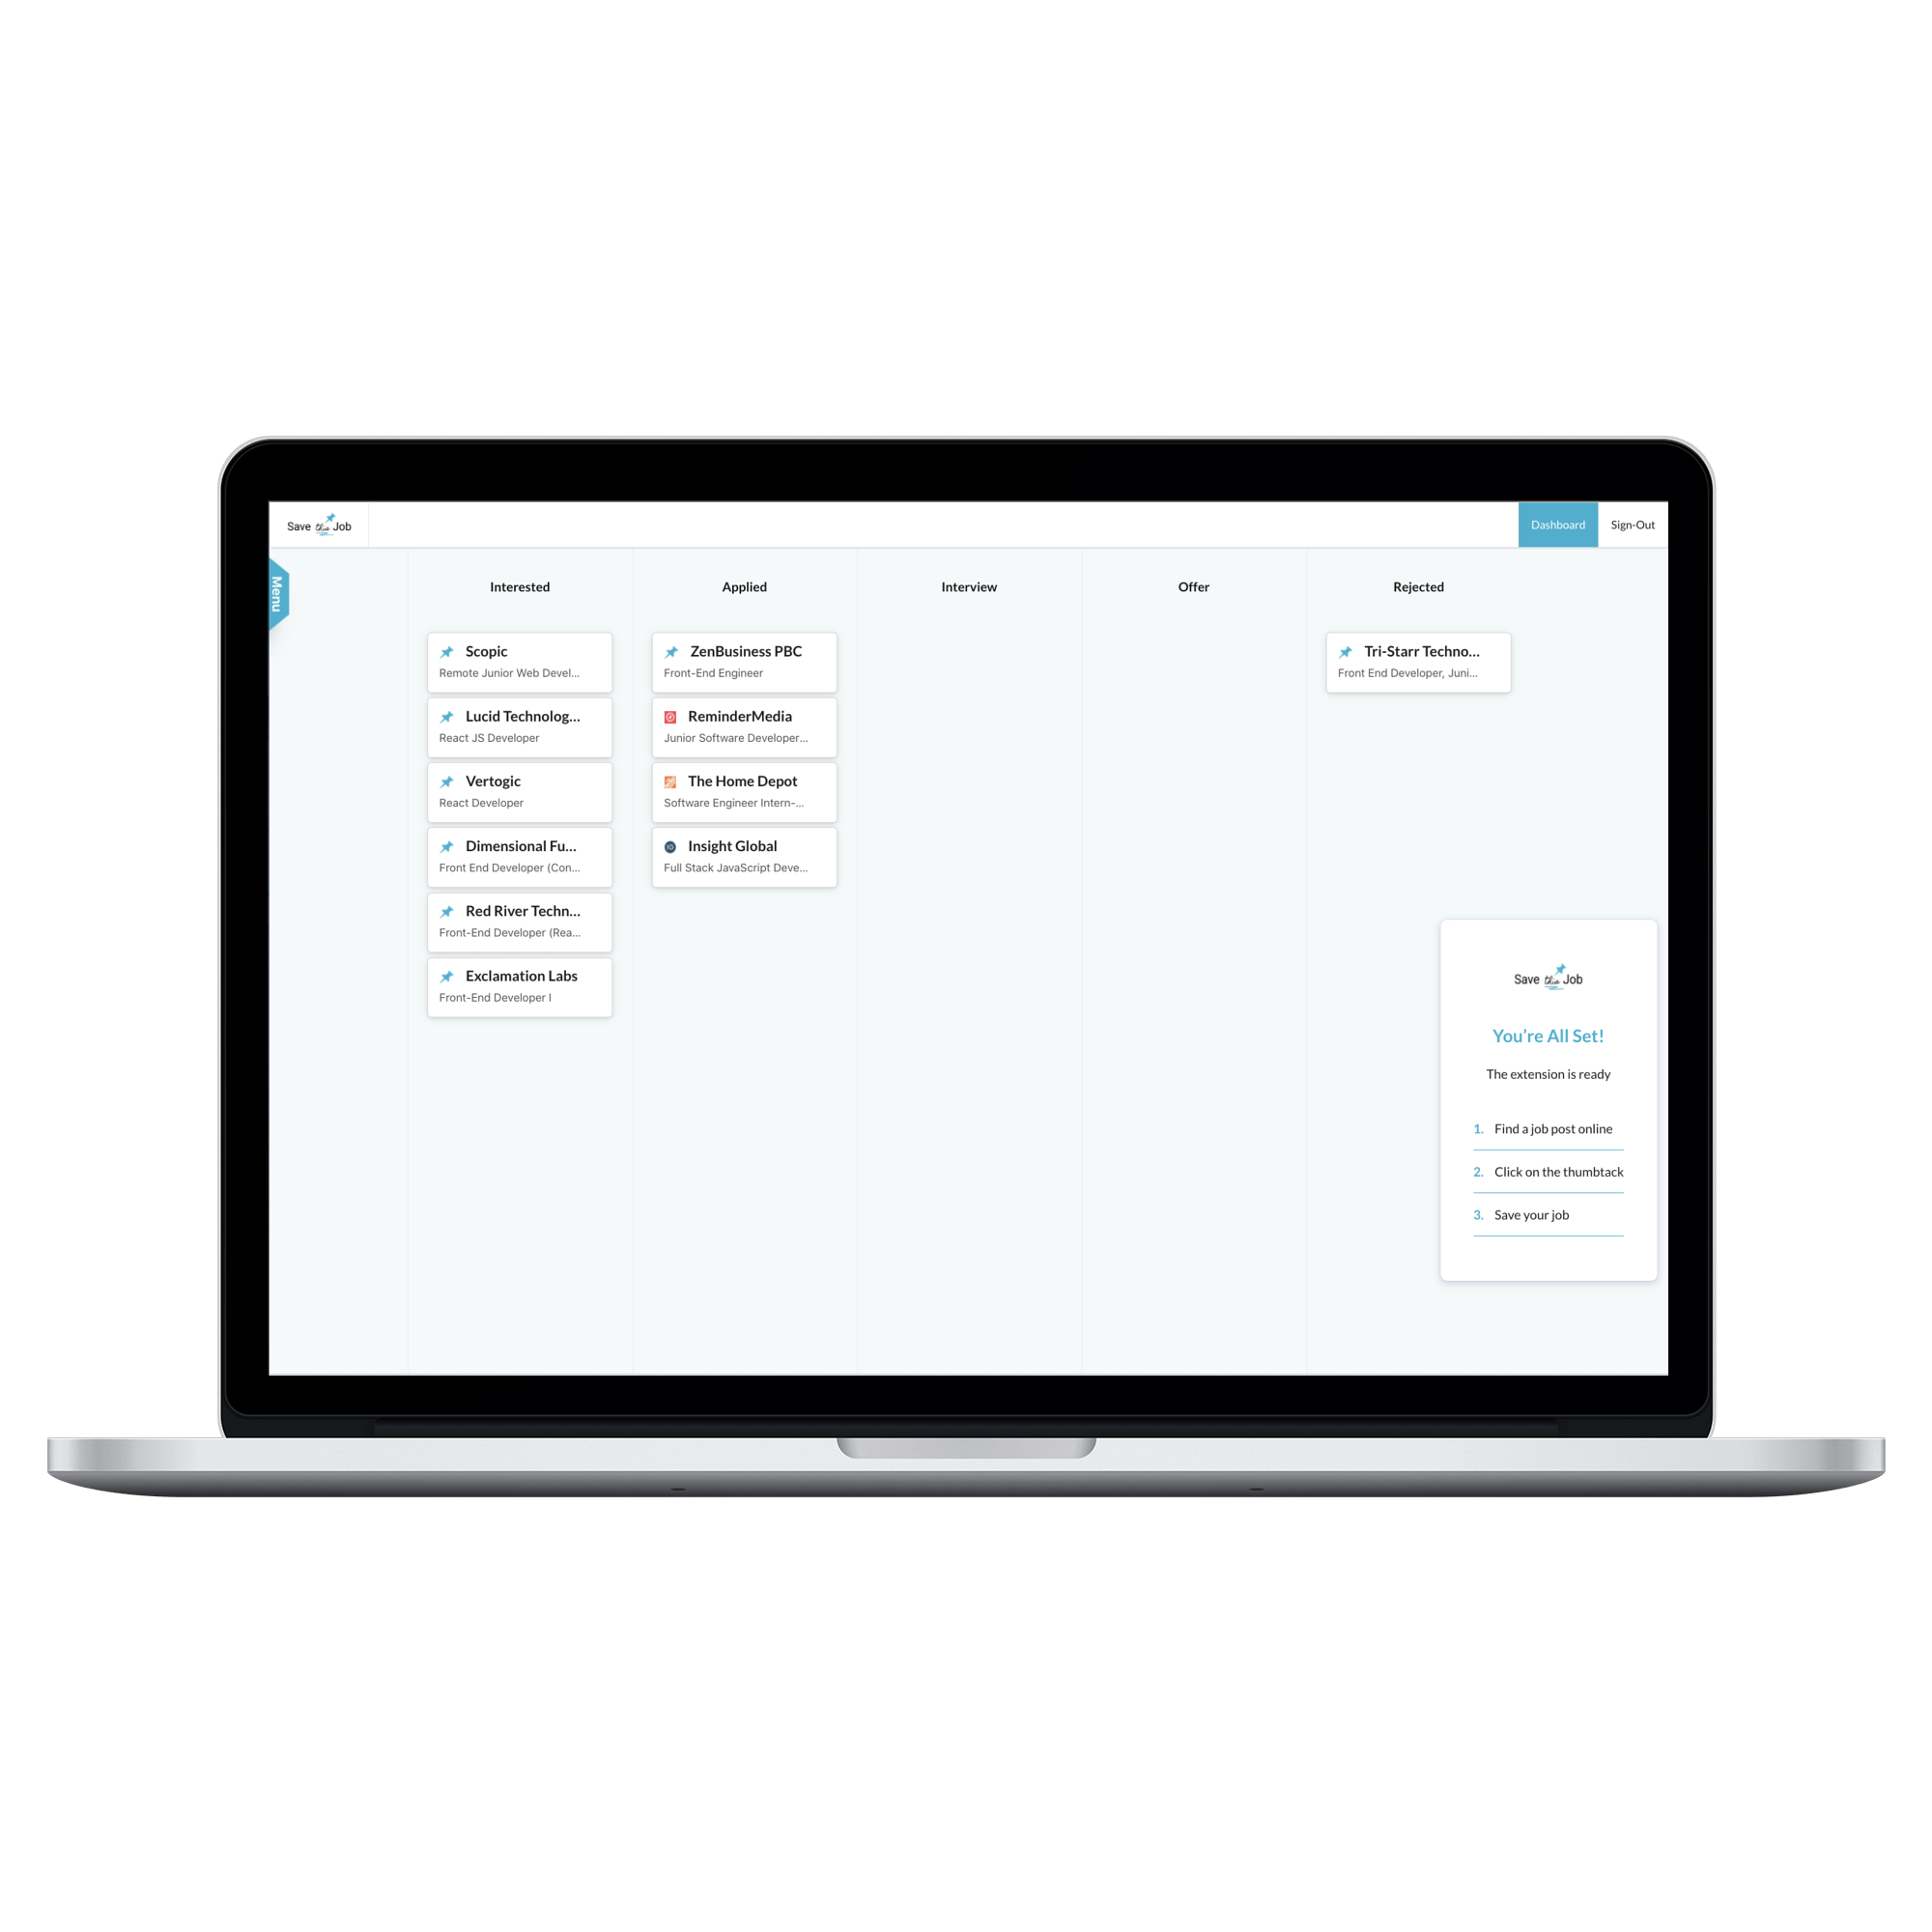 Save this Job
Dashboard
Sign-Out
Menu
Interested
Applied
Interview
Offer
Rejected
Scopic
Remote Junior Web Devel...
Lucid Technolog...
React JS Developer
Vertogic
React Developer
Dimensional Fu...
Front End Developer (Con...
Red River Techn...
Front-End Developer (Rea...
Exclamation Labs
Front-End Developer I
ZenBusiness PBC
Front-End Engineer
ReminderMedia
Junior Software Developer...
The Home Depot
Software Engineer Intern-...
Insight Global
Full Stack JavaScript Deve...
Tri-Starr Techno...
Front End Developer, Juni...
Save this Job
You’re All Set!
The extension is ready
1. Find a job post online
2. Click on the thumbtack
3. Save your job